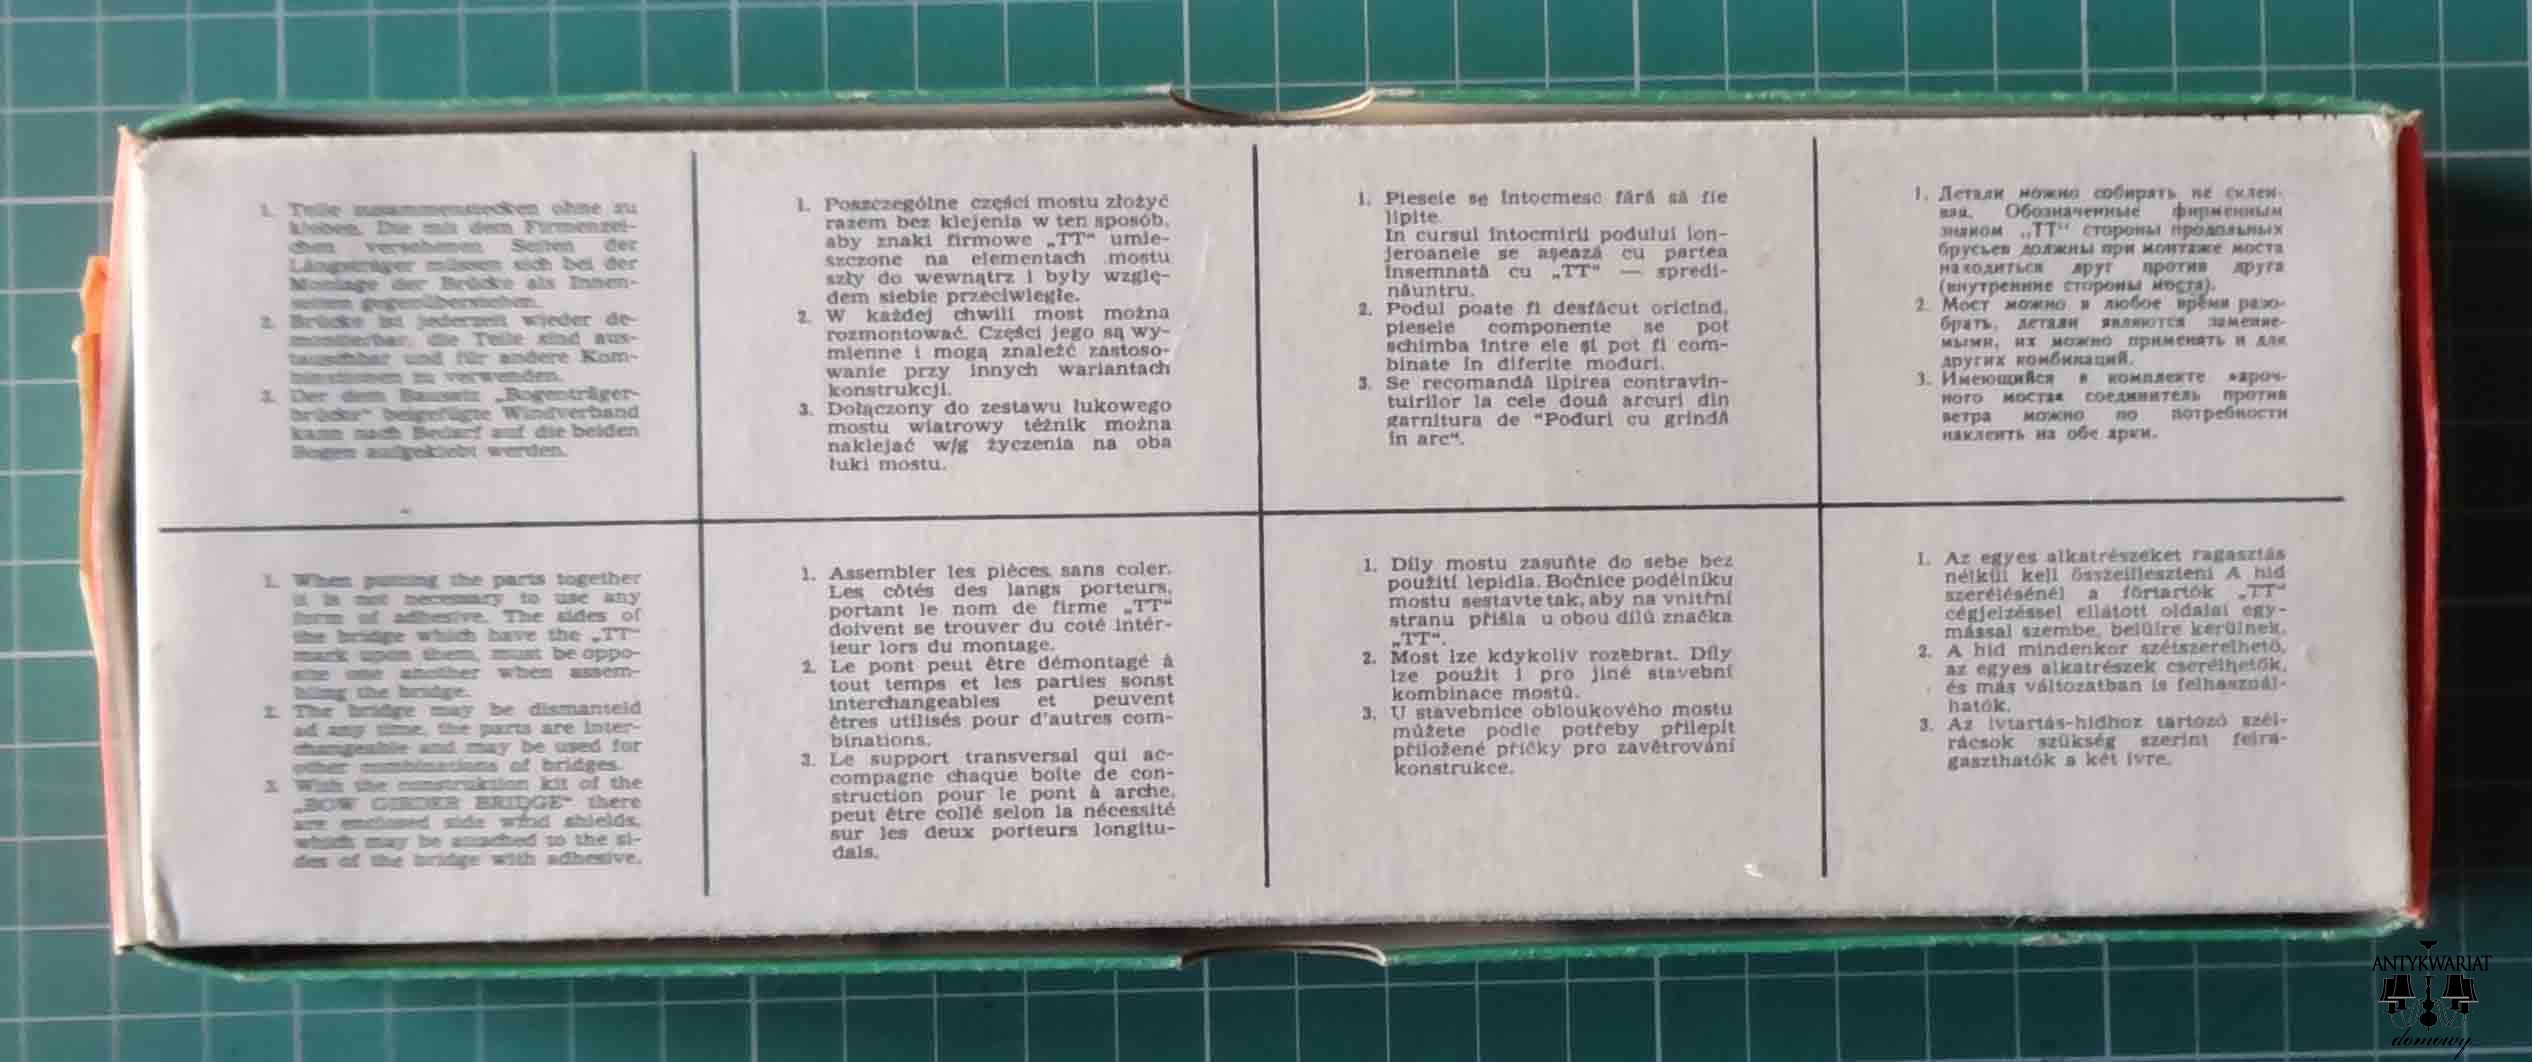 1. Teile zusammenstecken ohne zu
kleben. Die mit dem Firmenzei-
chen versehenen Seiten der
Längsträger müssen sich bei der
Montage der Brücke als Innen-
seiten gegenüberstehen.
2. Brücke ist jederzeit wieder de-
montierbar, die Teile sind aus-
tauschbar und für andere Kom-
binationen zu verwenden.
3. Der dem Bausatz „Bogenträger-
brücke“ beigefügte Windverband
kann nach Bedarf auf die beiden
Bogen aufgeklebt werden.
1. Poszczególne części mostu złożyć
razem bez klejenia w ten sposób,
aby znaki firmowe „TT“ umie-
szczone na elementach mostu
szły do wewnątrz i były wzglę-
dem siebie przeciwległe.
2. W każdej chwili most można
rozmontować. Części jego są wy-
mienne i mogą znaleźć zastoso-
wanie przy innych wariantach
konstrukcji.
3. Dołączony do zestawu łukowego
mostu wiatrowy tężnik można
naklejać w/g życzenia na oba
łuki mostu.
1. Piesele se întocmesc fără să fie
lipite.
In cursul întocmirii podului lon-
jeroanele se așează cu partea
însemnată cu „TT“ — spredi-
năuntru.
2. Podul poate fi desfăcut oricînd,
piesele componente se pot
schimba între ele și pot fi com-
binate în diferite moduri.
3. Se recomandă lipirea contravîn-
tuirilor la cele două arcuri din
garnitura de “Poduri cu grindă
în arc“.
1. Детали можно собирать не склеи-
вая. Обозначенные фирменным
знаком „ТТ“ стороны продольных
брусьев должны при монтаже моста
находиться друг против друга
(внутренние стороны моста).
2. Мост можно в любое время разо-
брать, детали являются заменяе-
мыми, их можно применять и для
других комбинаций.
3. Имеющийся в комплекте «ароч-
ного моста» соединитель против
ветра можно по потребности
наклеить на обе арки.
1. When putting the parts together
it is not necessary to use any
form of adhesive. The sides of
the bridge which have the „TT“
mark upon them, must be oppo-
site one another when assem-
bling the bridge.
2. The bridge may be dismanteld
ad any time, the parts are inter-
changeable and may be used for
other combinations of bridges.
3. With the construktion kit of the
„BOW GIRDER BRIDGE“ there
are enclosed side wind shields,
which may be attached to the si-
des of the bridge with adhesive.
1. Assembler les pièces sans coler.
Les côtés des langs porteurs,
portant le nom de firme „TT“
doivent se trouver du coté intér-
ieur lors du montage.
2. Le pont peut être démontagé à
tout temps et les parties sonst
interchangeables et peuvent
êtres utilisés pour d'autres com-
binations.
3. Le support transversal qui ac-
compagne chaque boîte de con-
struction pour le pont à arche,
peut être collé selon la nécessité
sur les deux porteurs longitu-
dals.
1. Díly mostu zasuňte do sebe bez
použití lepidla. Bočnice podélníku
mostu sestavte tak, aby na vnitřní
stranu přišla u obou dílů značka
„TT“.
2. Most lze kdykoliv rozebrat. Díly
lze použít i pro jiné stavební
kombinace mostů.
3. U stavebnice obloukového mostu
můžete podle potřeby přilepit
přiložené příčky pro zavětrování
konstrukce.
1. Az egyes alkatrészeket ragasztás
nélkül kell összeilleszteni A híd
szerélésénél a főrtartók „TT“
cégjelzéssel ellátott oldalai egy-
mással szembe, belülre kerülnek.
2. A híd mindenkor szétszerelhető,
az egyes alkatrészek cserélhetők,
és más változatban is felhasznál-
hatók.
3. Az ívtartás-hídhoz tartozó szél-
rácsok szükség szerint felra-
gaszthatók a két ívre.
ANTYKWARIAT
domowy